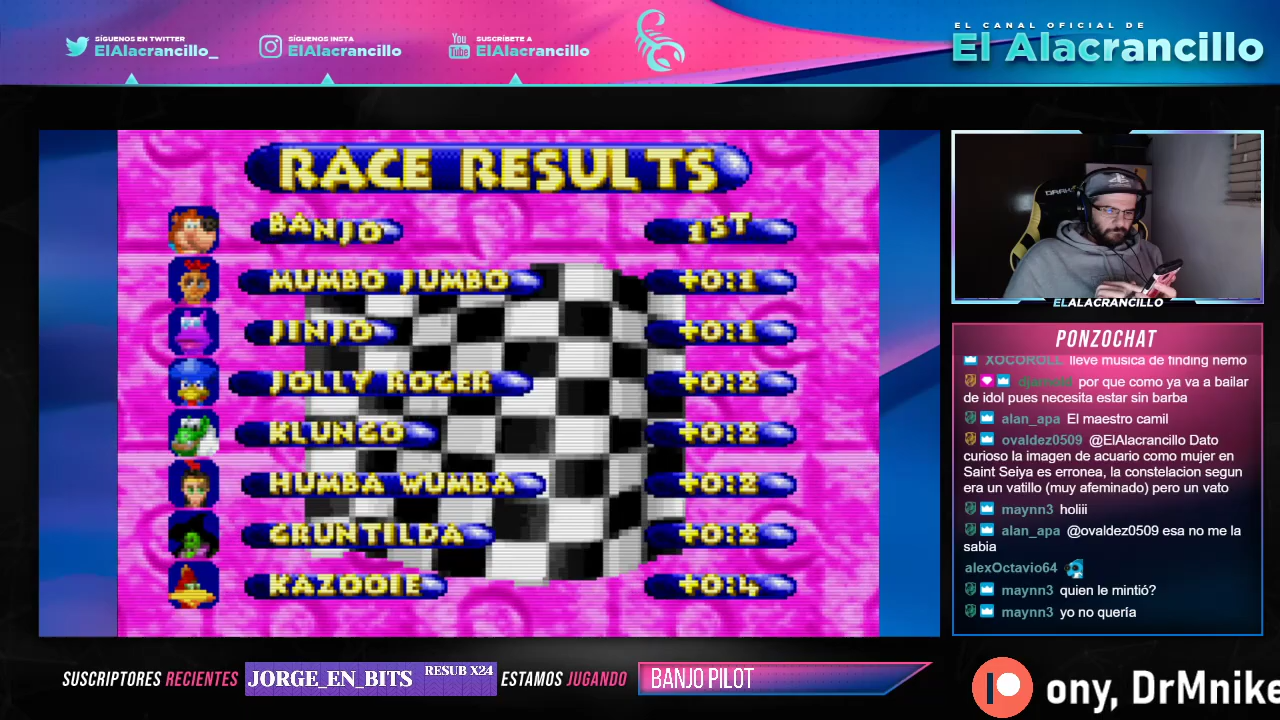 SÍGUENOS EN TWITTER
ElAlacrancillo_
SÍGUENOS INSTA
ElAlacrancillo
You
Tube
SUSCRÍBETE A
ElAlacrancillo
EL CANAL OFICIAL DE
El Alacrancillo
RACE RESULTS
BANJO 1ST
MUMBO JUMBO +0:1
JINJO +0:1
JOLLY ROGER +0:2
KLUNGO +0:2
HUMBA WUMBA +0:2
GRUNTILDA +0:2
KAZOOIE +0:4
ELALACRANCILLO
PONZOCHAT
XOCOROLL lleve musica de finding nemo
por que como ya va a bailar
de idol pues necesita estar sin barba
alan_apa El maestro camil
ovaldez0509 @ElAlacrancillo Dato
curioso la imagen de acuario como mujer en
Saint Seiya es erronea, la constelacion segun
era un vatillo (muy afeminado) pero un vato
maynn3 holiii
alan_apa @ovaldez0509 esa no me la
sabia
alexOctavio64
maynn3 quien le mintió?
maynn3 yo no quería
SUSCRIPTORES RECIENTES JORGE_EN_BITS RESUB X24 ESTAMOS JUGANDO BANJO PILOT
ony, DrMnike